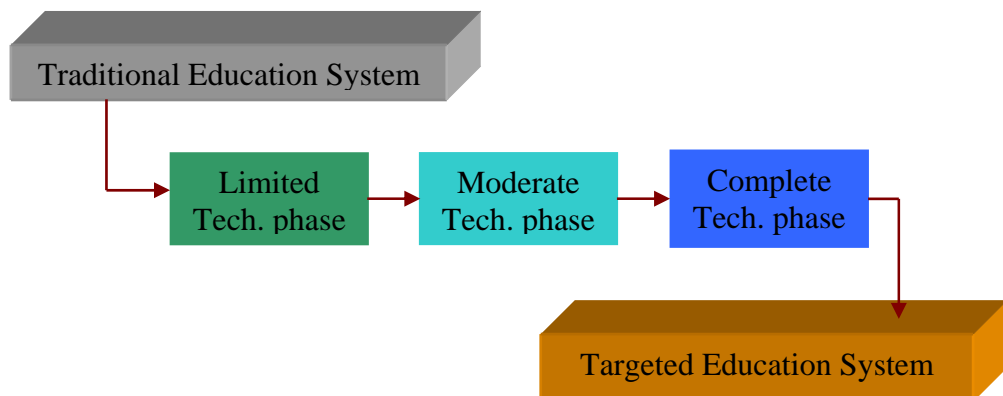 Traditional Education System
Limited
Tech. phase
Moderate
Tech. phase
Complete
Tech. phase
Targeted Education System